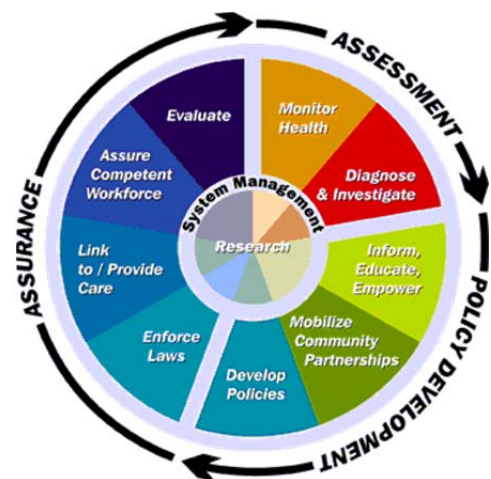 ASSESSMENT
Monitor
Health
Diagnose
& Investigate
POLICY DEVELOPMENT
Inform,
Educate,
Empower
Mobilize
Community
Partnerships
Develop
Policies
ASSURANCE
Enforce
Laws
Link
to / Provide
Care
Assure
Competent
Workforce
Evaluate
System Management
Research